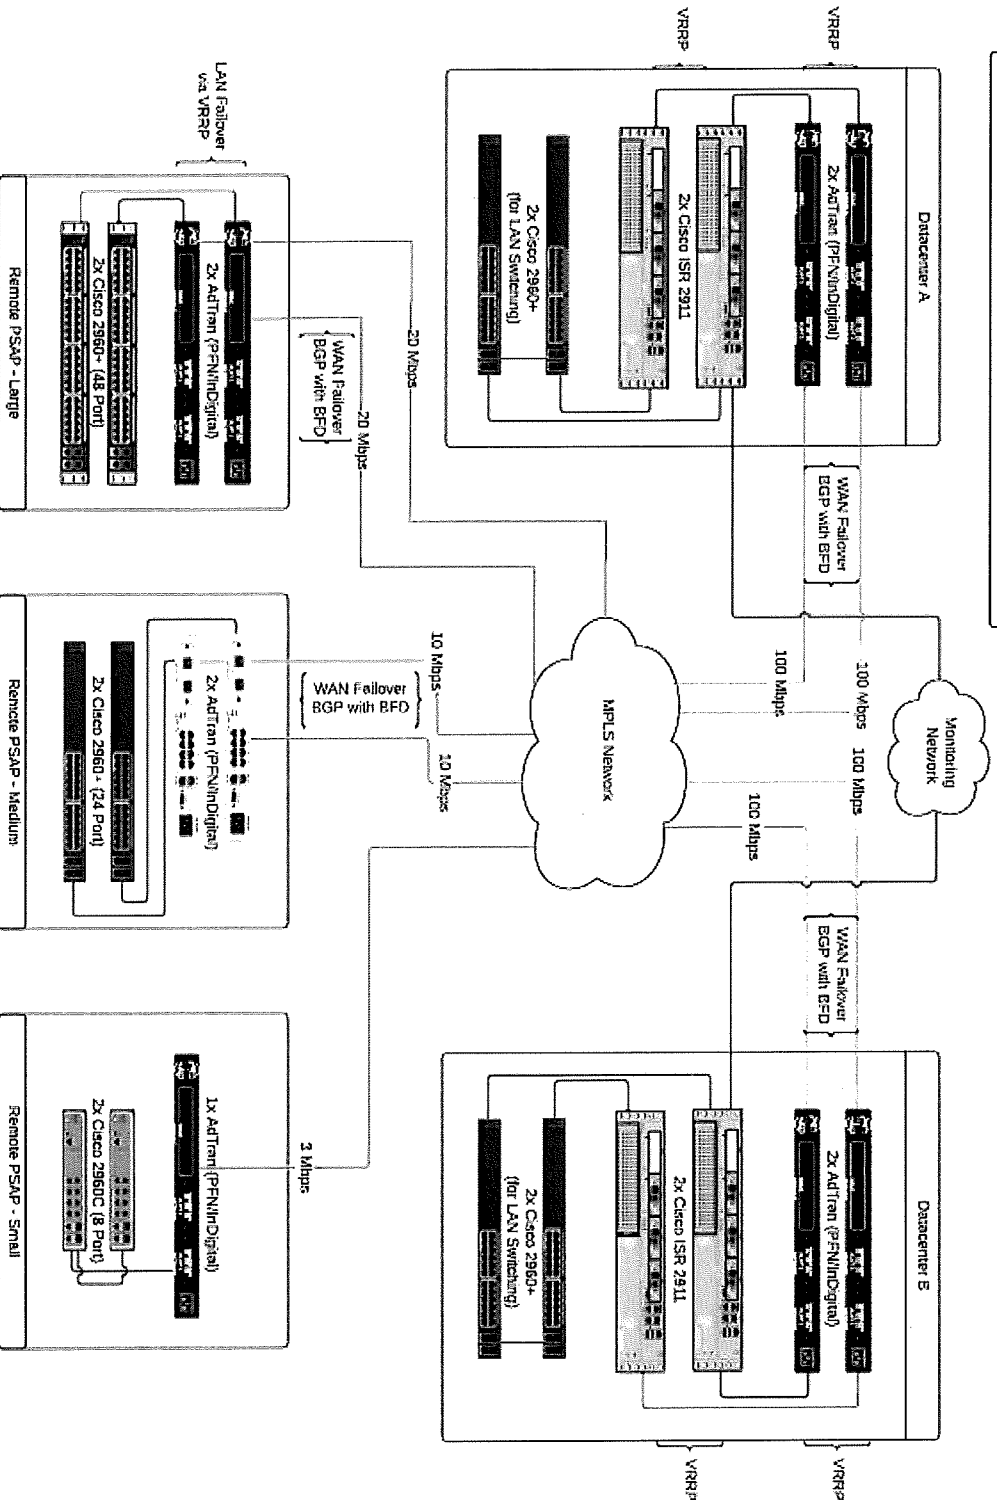 Datacenter A
VRRP
VRRP
2x AdTran (PFN/InDigital)
2x Cisco ISR 2911
2x Cisco 2960+
(for LAN Switching)
WAN Failover
BGP with BFD
100 Mbps
100 Mbps
Monitoring
Network
100 Mbps
100 Mbps
WAN Failover
BGP with BFD
Datacenter B
2x AdTran (PFN/InDigital)
2x Cisco ISR 2911
2x Cisco 2960+
(for LAN Switching)
VRRP
VRRP
MPLS Network
20 Mbps
20 Mbps
WAN Failover
BGP with BFD
10 Mbps
10 Mbps
WAN Failover
BGP with BFD
3 Mbps
LAN Failover
via VRRP
2x AdTran (PFN/InDigital)
2x Cisco 2960+ (48 Port)
Remote PSAP - Large
2x AdTran (PFN/InDigital)
2x Cisco 2960+ (24 Port)
Remote PSAP - Medium
1x AdTran (PFN/InDigital)
2x Cisco 2960C (8 Port)
Remote PSAP - Small